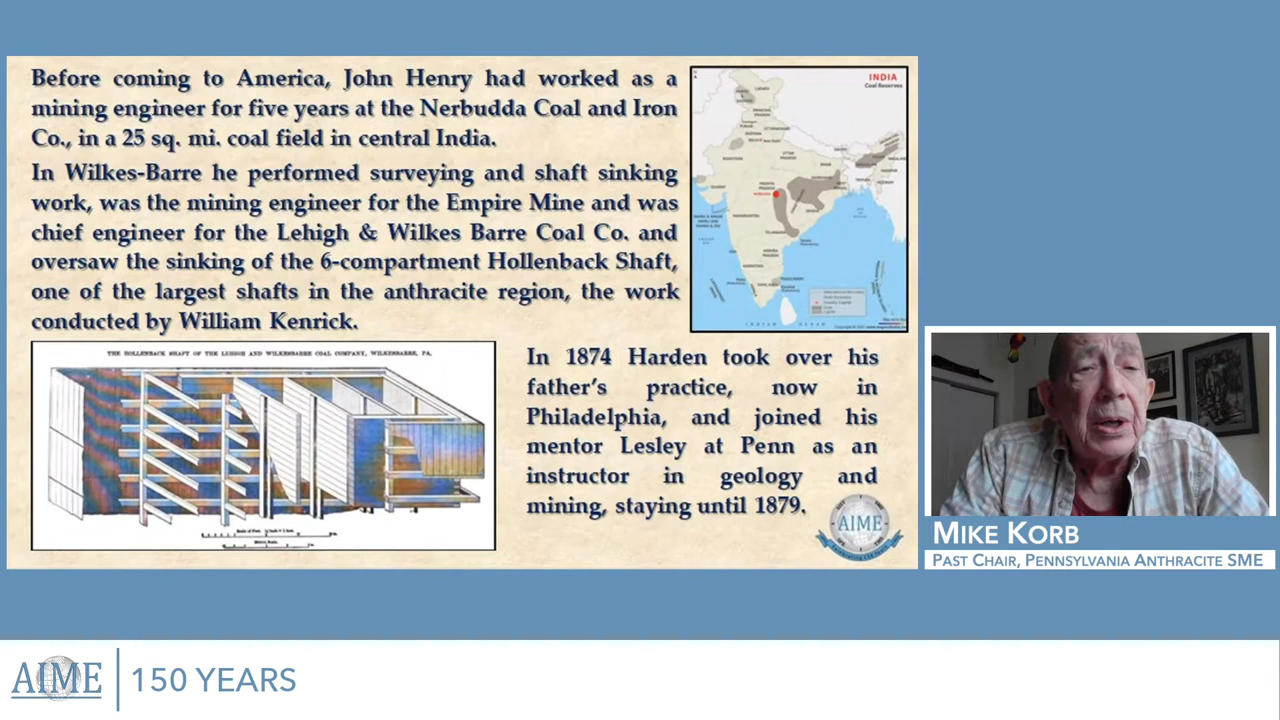 Before coming to America, John Henry had worked as a
mining engineer for five years at the Nerbudda Coal and Iron
Co., in a 25 sq. mi. coal field in central India.
In Wilkes-Barre he performed surveying and shaft sinking
work, was the mining engineer for the Empire Mine and was
chief engineer for the Lehigh & Wilkes Barre Coal Co. and
oversaw the sinking of the 6-compartment Hollenback Shaft,
one of the largest shafts in the anthracite region, the work
conducted by William Kenrick.
INDIA
Coal Reserves
THE HOLLENBACK SHAFT OF THE LEHIGH AND WILKESBARRE COAL COMPANY, WILKESBARRE, PA.
In 1874 Harden took over his
father's practice, now in
Philadelphia, and joined his
mentor Lesley at Penn as an
instructor in geology and
mining, staying until 1879.
AIME
MIKE KORB
PAST CHAIR, PENNSYLVANIA ANTHRACITE SME
AIME
150 YEARS